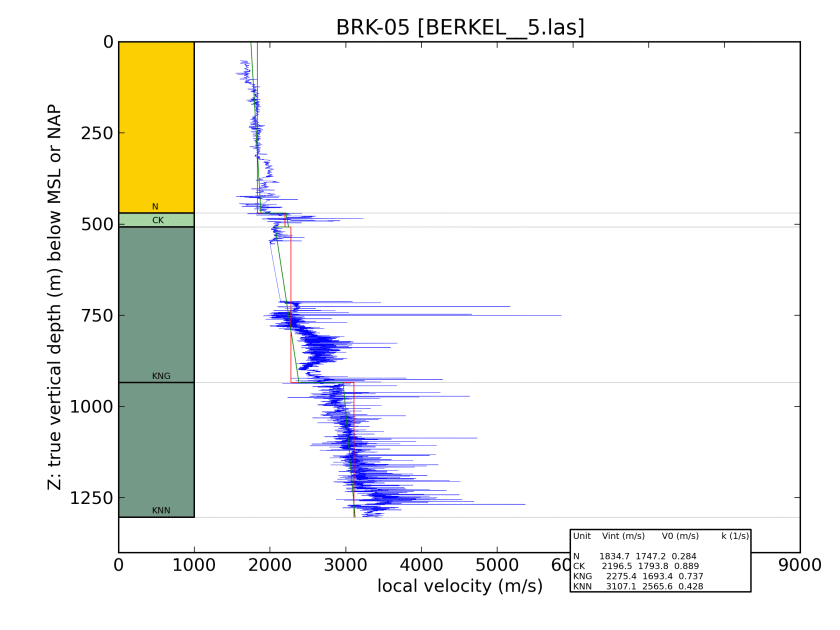 BRK-05 [BERKEL__5.las]
0
250
500
750
1000
1250
Z: true vertical depth (m) below MSL or NAP
N
CK
KNG
KNN
0 1000 2000 3000 4000 5000 60 9000
local velocity (m/s)
Unit Vint (m/s) V0 (m/s) k (1/s)
N 1834.7 1747.2 0.284
CK 2196.5 1793.8 0.889
KNG 2275.4 1693.4 0.737
KNN 3107.1 2565.6 0.428